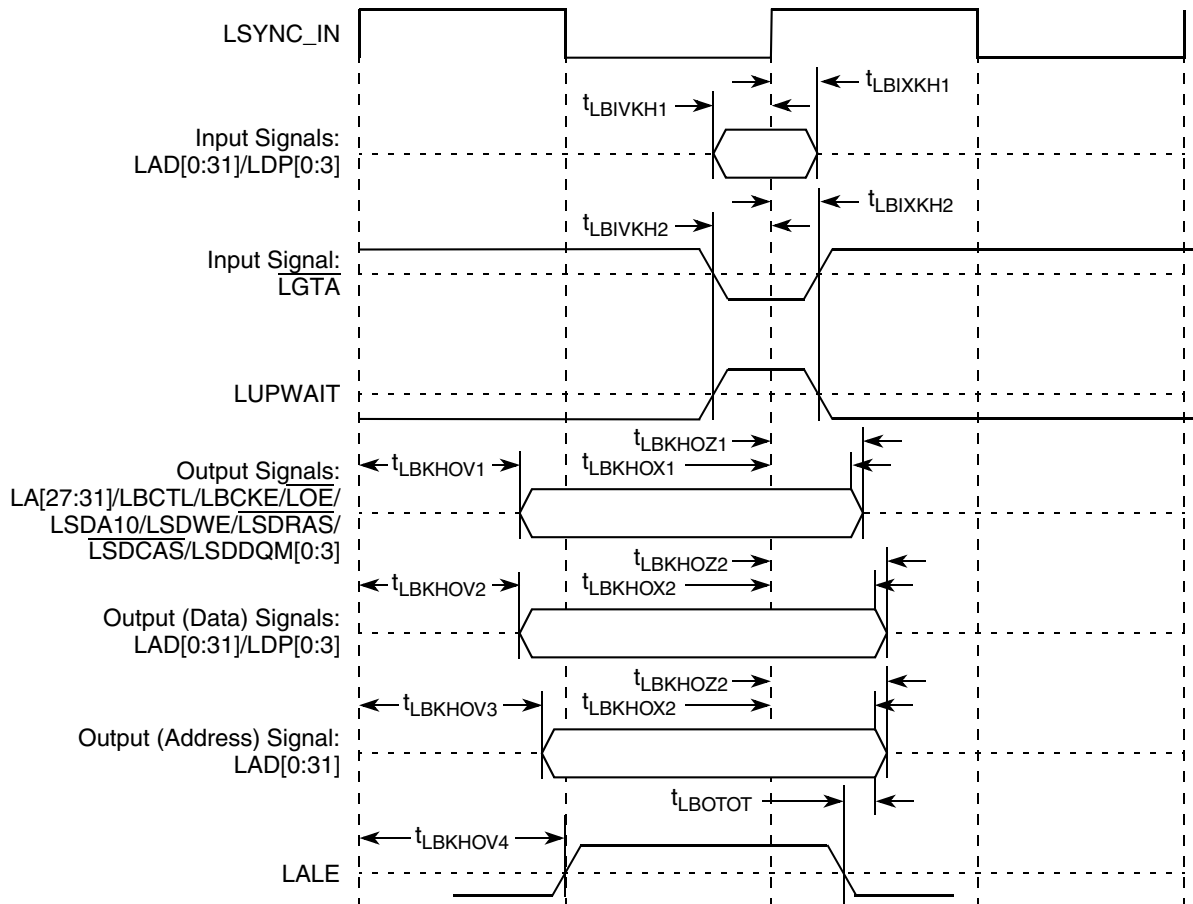 LSYNC_IN
tLBIXKH1
tLBIVKH1
Input Signals:
LAD[0:31]/LDP[0:3]
tLBIXKH2
tLBIVKH2
Input Signal:
LGTA
LUPWAIT
tLBKHOZ1
tLBKHOV1
tLBKHOX1
Output Signals:
LA[27:31]/LBCTL/LBCKE/LOE/
LSDA10/LSDWE/LSDRAS/
LSDCAS/LSDDQM[0:3]
tLBKHOZ2
tLBKHOV2
tLBKHOX2
Output (Data) Signals:
LAD[0:31]/LDP[0:3]
tLBKHOZ2
tLBKHOV3
tLBKHOX2
Output (Address) Signal:
LAD[0:31]
tLBOTOT
tLBKHOV4
LALE